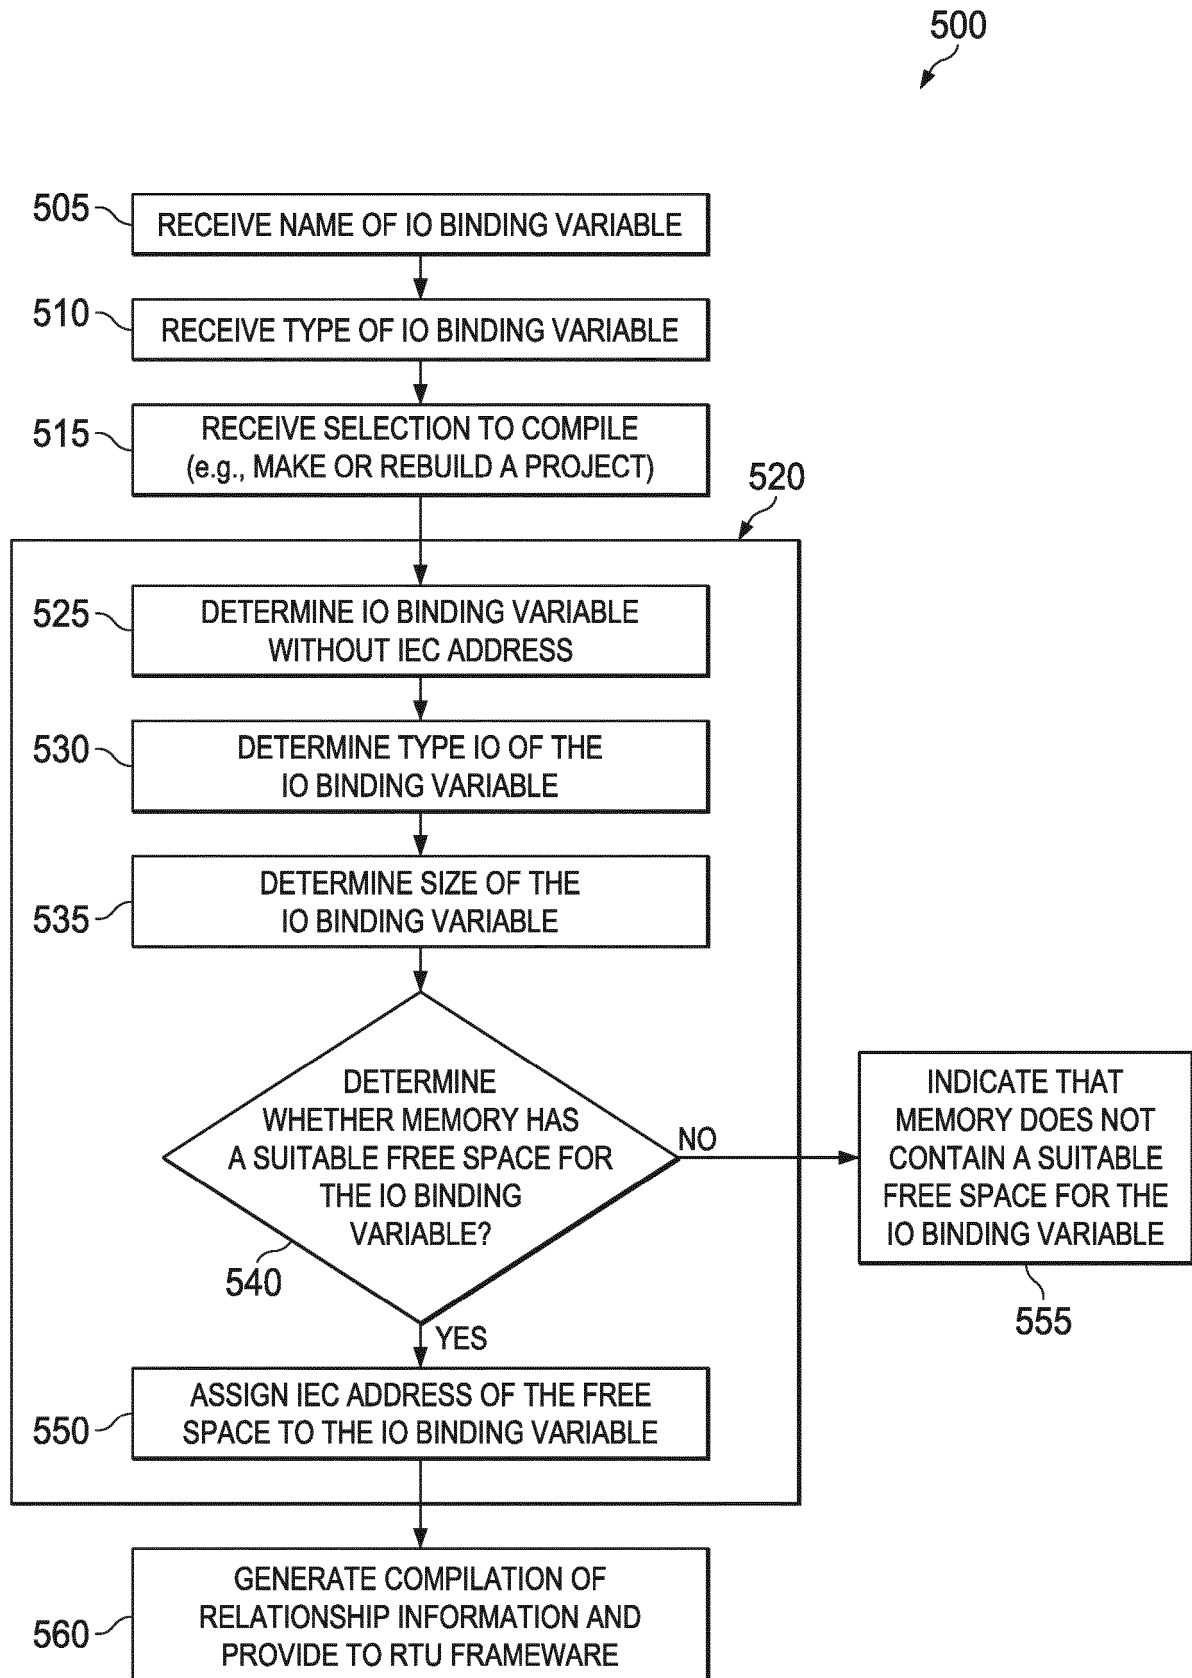 500
505
RECEIVE NAME OF IO BINDING VARIABLE
510
RECEIVE TYPE OF IO BINDING VARIABLE
515
RECEIVE SELECTION TO COMPILE
(e.g., MAKE OR REBUILD A PROJECT)
520
525
DETERMINE IO BINDING VARIABLE
WITHOUT IEC ADDRESS
530
DETERMINE TYPE IO OF THE
IO BINDING VARIABLE
535
DETERMINE SIZE OF THE
IO BINDING VARIABLE
DETERMINE
WHETHER MEMORY HAS
A SUITABLE FREE SPACE FOR
THE IO BINDING
VARIABLE?
540
NO
INDICATE THAT
MEMORY DOES NOT
CONTAIN A SUITABLE
FREE SPACE FOR THE
IO BINDING VARIABLE
555
YES
550
ASSIGN IEC ADDRESS OF THE FREE
SPACE TO THE IO BINDING VARIABLE
560
GENERATE COMPILATION OF
RELATIONSHIP INFORMATION AND
PROVIDE TO RTU FRAMEWARE